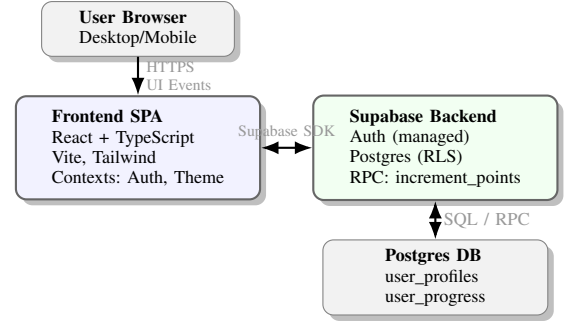 User Browser
Desktop/Mobile
HTTPS
UI Events
Frontend SPA
React + TypeScript
Vite, Tailwind
Contexts: Auth, Theme
Supabase SDK
Supabase Backend
Auth (managed)
Postgres (RLS)
RPC: increment_points
SQL / RPC
Postgres DB
user_profiles
user_progress